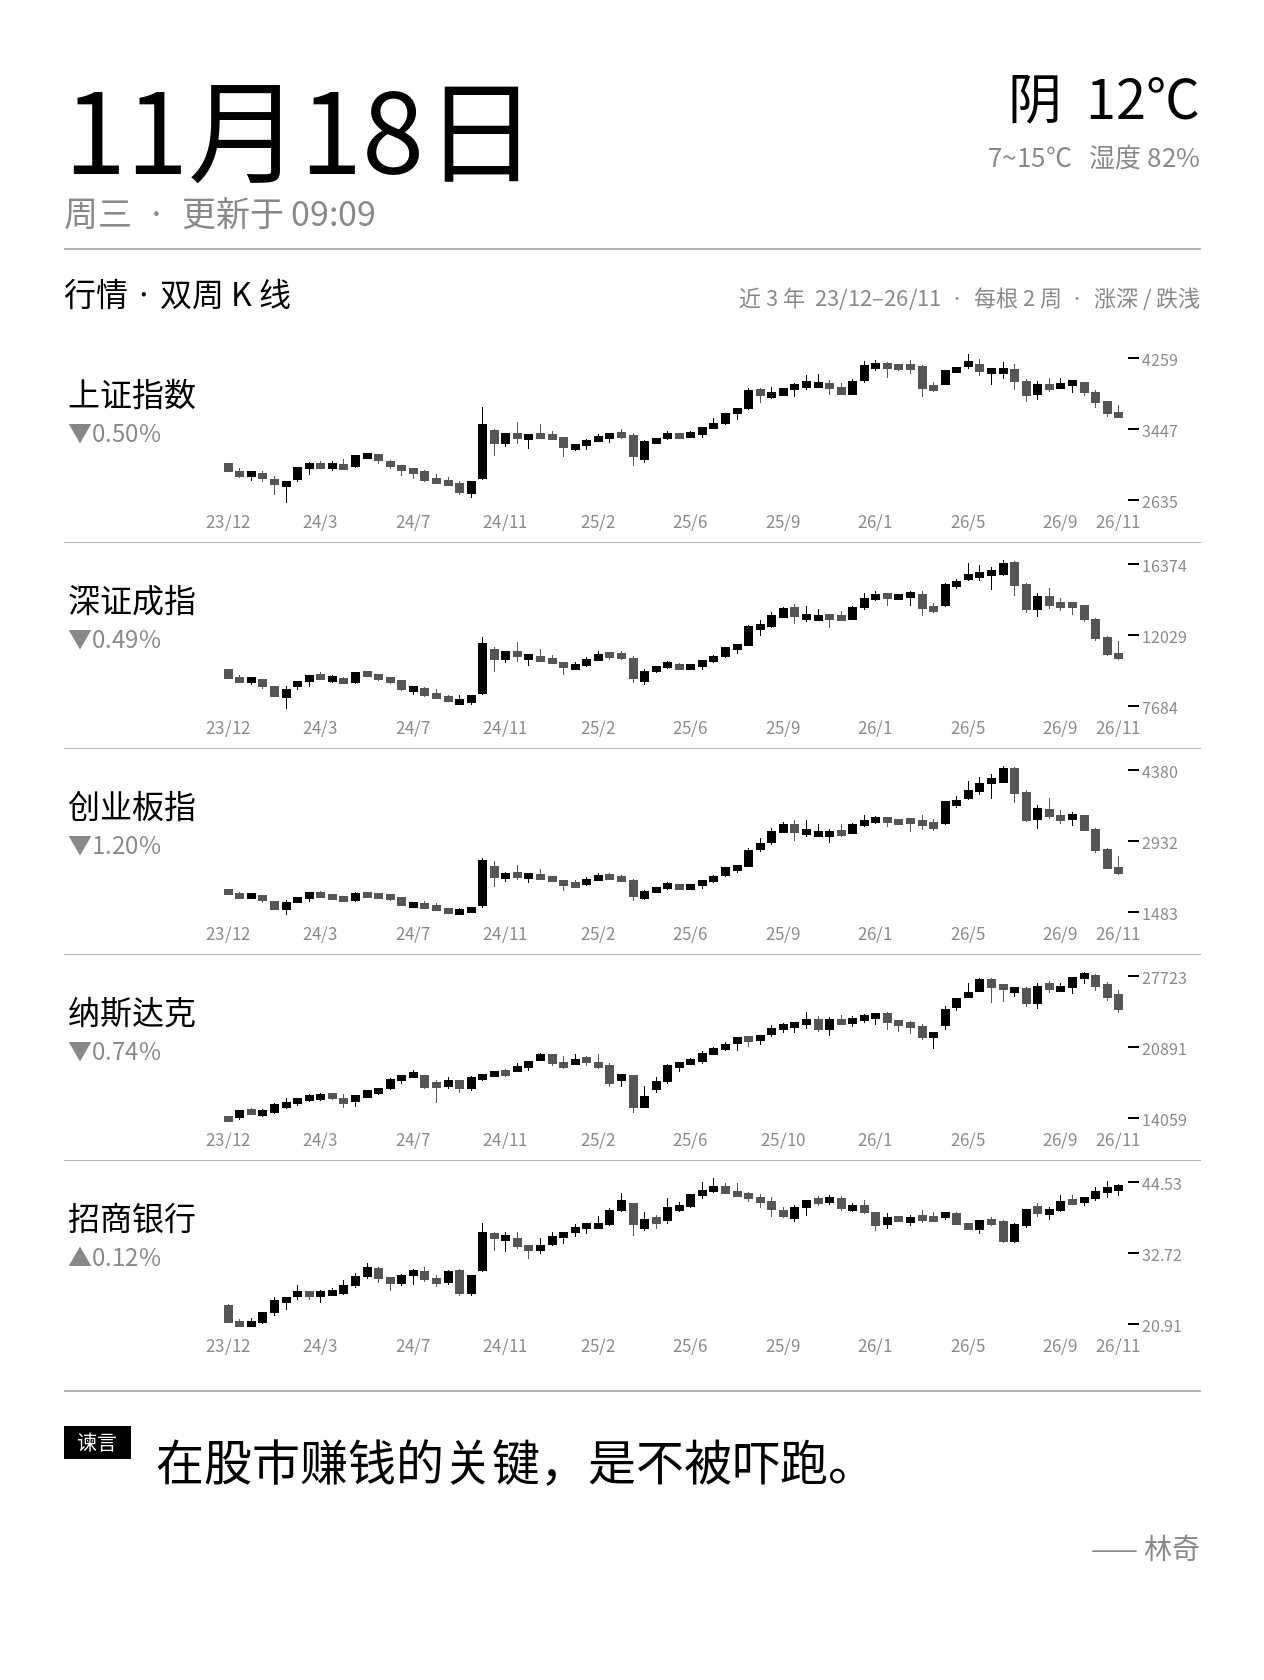 11月18日
阴 12°C
7~15°C 湿度 82%
周三 · 更新于 09:09
行情 · 双周 K 线
近 3 年 23/12–26/11 · 每根 2 周 · 涨深 / 跌浅
上证指数
▼0.50%
4259
3447
2635
23/12 24/3 24/7 24/11 25/2 25/6 25/9 26/1 26/5 26/9 26/11
深证成指
▼0.49%
16374
12029
7684
23/12 24/3 24/7 24/11 25/2 25/6 25/9 26/1 26/5 26/9 26/11
创业板指
▼1.20%
4380
2932
1483
23/12 24/3 24/7 24/11 25/2 25/6 25/9 26/1 26/5 26/9 26/11
纳斯达克
▼0.74%
27723
20891
14059
23/12 24/3 24/7 24/11 25/2 25/6 25/10 26/1 26/5 26/9 26/11
招商银行
▲0.12%
44.53
32.72
20.91
23/12 24/3 24/7 24/11 25/2 25/6 25/9 26/1 26/5 26/9 26/11
谏言
在股市赚钱的关键，是不被吓跑。
—— 林奇